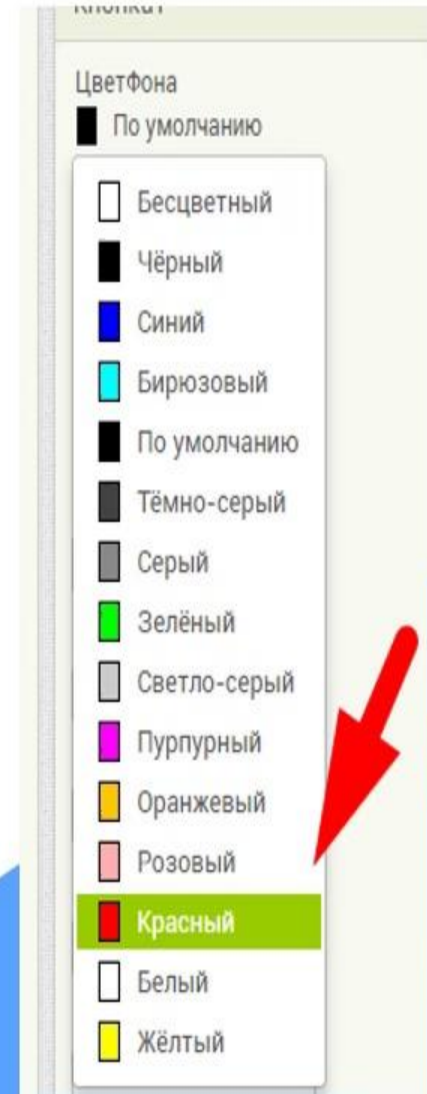 Кнопка1
ЦветФона
По умолчанию
Бесцветный
Чёрный
Синий
Бирюзовый
По умолчанию
Тёмно-серый
Серый
Зелёный
Светло-серый
Пурпурный
Оранжевый
Розовый
Красный
Белый
Жёлтый